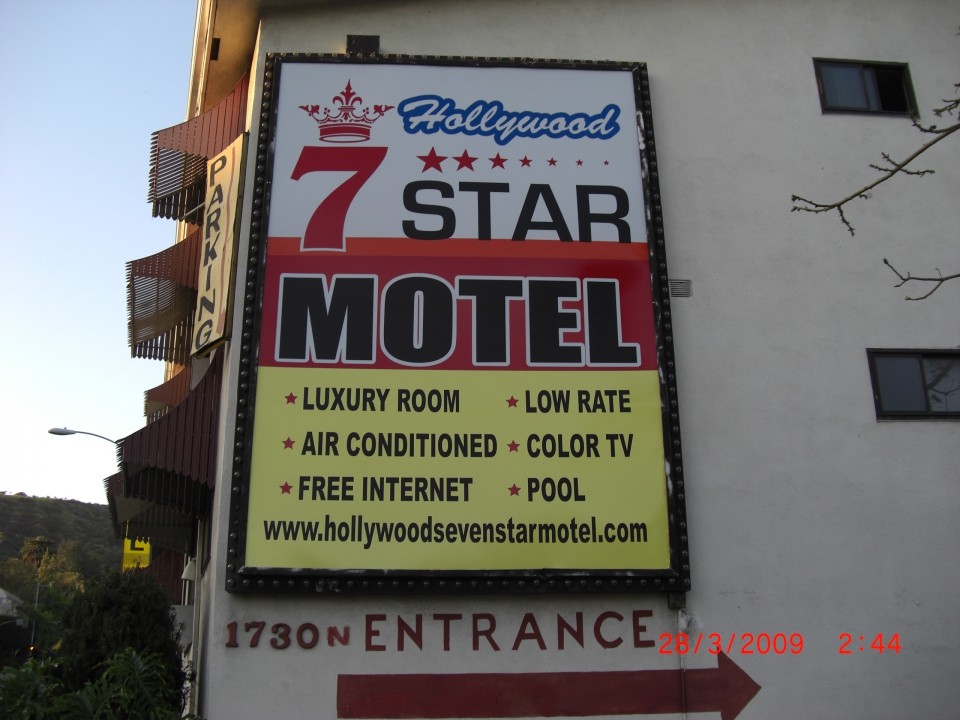 PARKING
Hollywood
7 STAR
MOTEL
LUXURY ROOM
LOW RATE
AIR CONDITIONED
COLOR TV
FREE INTERNET
POOL
www.hollywoodsevenstarmotel.com
1730 N ENTRANCE
28/3/2009 2:44